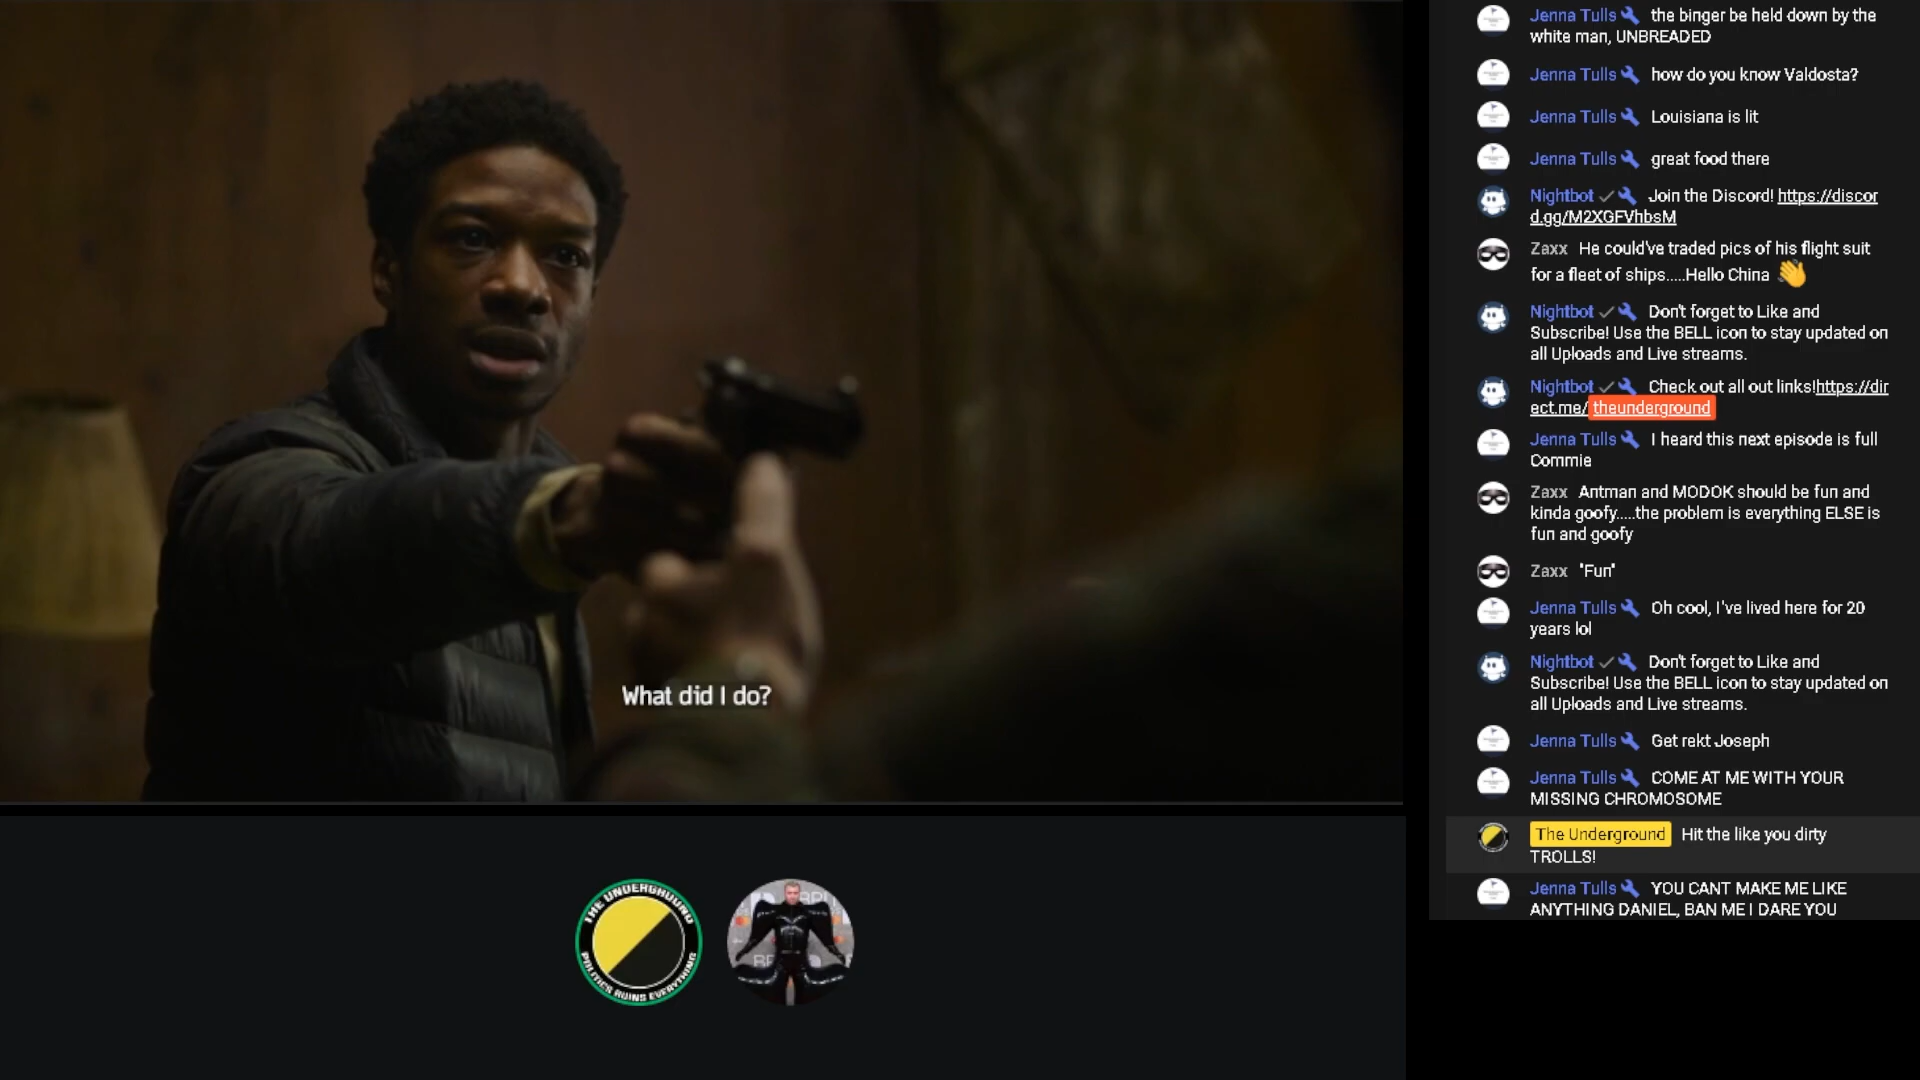 What did I do?
THE UNDERGROUND
POLITICS RUINS EVERYTHING
Jenna Tulls the binger be held down by the
white man, UNBREADED
Jenna Tulls how do you know Valdosta?
Jenna Tulls Louisiana is lit
Jenna Tulls great food there
Nightbot Join the Discord! https://discor
d.gg/M2XGFVhbsM
Zaxx He could've traded pics of his flight suit
for a fleet of ships.....Hello China 👋
Nightbot Don't forget to Like and
Subscribe! Use the BELL icon to stay updated on
all Uploads and Live streams.
Nightbot Check out all out links!https://dir
ect.me/theunderground
Jenna Tulls I heard this next episode is full
Commie
Zaxx Antman and MODOK should be fun and
kinda goofy.....the problem is everything ELSE is
fun and goofy
Zaxx "Fun"
Jenna Tulls Oh cool, I've lived here for 20
years lol
Nightbot Don't forget to Like and
Subscribe! Use the BELL icon to stay updated on
all Uploads and Live streams.
Jenna Tulls Get rekt Joseph
Jenna Tulls COME AT ME WITH YOUR
MISSING CHROMOSOME
The Underground Hit the like you dirty
TROLLS!
Jenna Tulls YOU CANT MAKE ME LIKE
ANYTHING DANIEL, BAN ME I DARE YOU